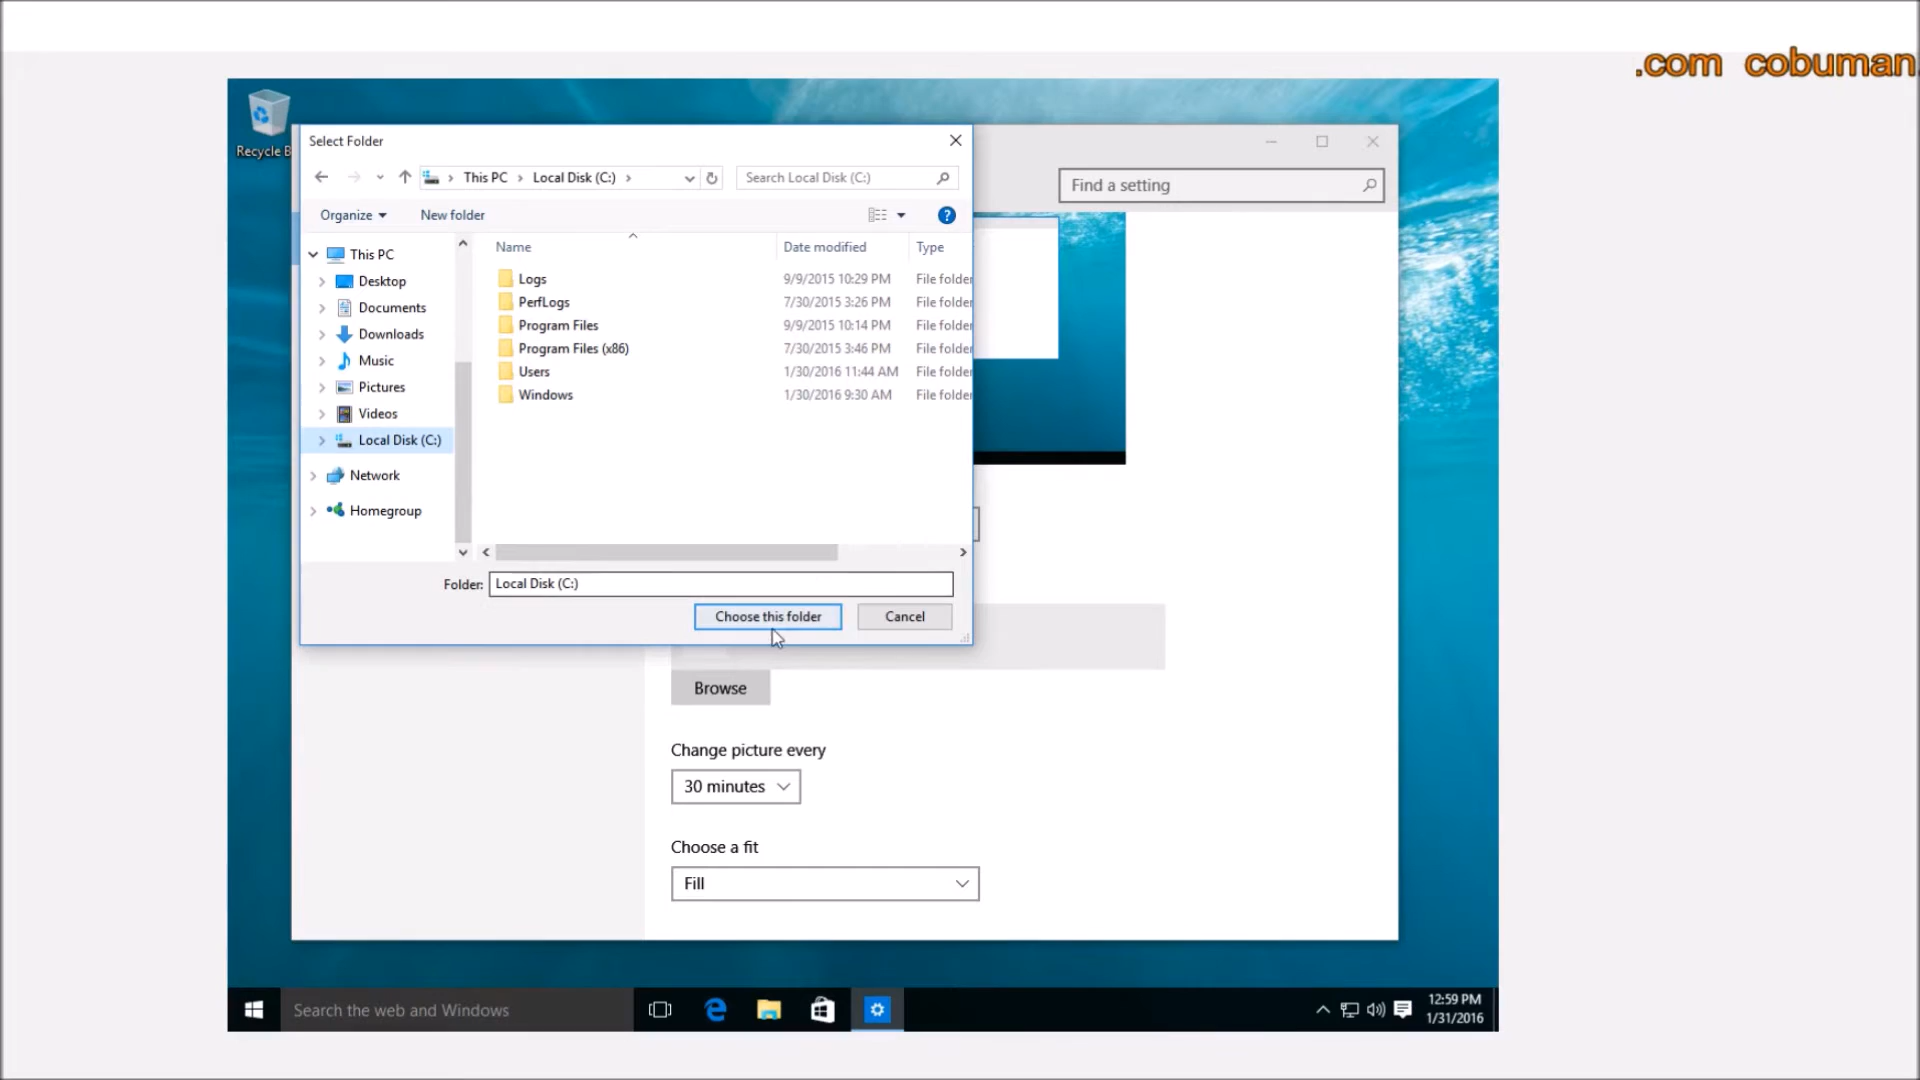 .com cobuman
Recycle B
Select Folder
This PC Local Disk (C:)
Search Local Disk (C:)
Find a setting
Organize
New folder
?
Name Date modified Type
This PC
Desktop
Documents
Downloads
Music
Pictures
Videos
Local Disk (C:)
Network
Homegroup
Logs 9/9/2015 10:29 PM File folder
PerfLogs 7/30/2015 3:26 PM File folder
Program Files 9/9/2015 10:14 PM File folder
Program Files (x86) 7/30/2015 3:46 PM File folder
Users 1/30/2016 11:44 AM File folder
Windows 1/30/2016 9:30 AM File folder
Folder: Local Disk (C:)
Choose this folder Cancel
Browse
Change picture every
30 minutes
Choose a fit
Fill
Search the web and Windows
12:59 PM
1/31/2016